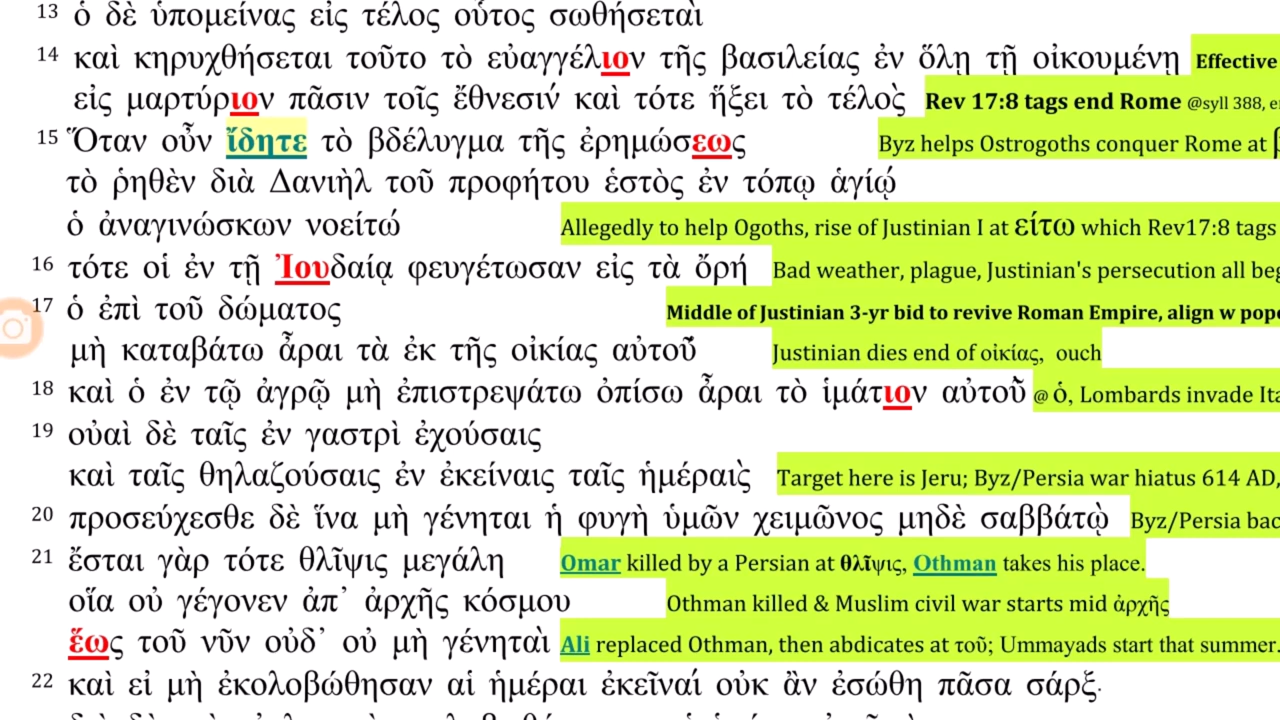 13 ὁ δὲ ὑπομείνας εἰς τέλος οὗτος σωθήσεταὶ
14 καὶ κηρυχθήσεται τοῦτο τὸ εὐαγγέλιον τῆς βασιλείας ἐν ὅλῃ τῇ οἰκουμένῃ Effective
εἰς μαρτύριον πᾶσιν τοῖς ἔθνεσιν́ καὶ τότε ἥξει τὸ τέλος̀ Rev 17:8 tags end Rome @syll 388,
15 Ὅταν οὖν ἴδητε τὸ βδέλυγμα τῆς ἐρημώσεως Byz helps Ostrogoths conquer Rome at
τὸ ῥηθὲν διὰ Δανιὴλ τοῦ προφήτου ἑστὸς ἐν τόπῳ ἁγίῴ
ὁ ἀναγινώσκων νοείτώ Allegedly to help Ogoths, rise of Justinian I at είτω which Rev17:8 tags
16 τότε οἱ ἐν τῇ Ἰουδαίᾳ φευγέτωσαν εἰς τὰ ὄρή Bad weather, plague, Justinian's persecution all
17 ὁ ἐπὶ τοῦ δώματος Middle of Justinian 3-yr bid to revive Roman Empire, align w
μὴ καταβάτω ἆραι τὰ ἐκ τῆς οἰκίας αὐτοῦ́ Justinian dies end of οἰκίας, ouch
18 καὶ ὁ ἐν τῷ ἀγρῷ μὴ ἐπιστρεψάτω ὀπίσω ἆραι τὸ ἱμάτιον αὐτοῦ̀ @ ὁ, Lombards invade
19 οὐαὶ δὲ ταῖς ἐν γαστρὶ ἐχούσαις
καὶ ταῖς θηλαζούσαις ἐν ἐκείναις ταῖς ἡμέραις̀ Target here is Jeru; Byz/Persia war hiatus 614 AD,
20 προσεύχεσθε δὲ ἵνα μὴ γένηται ἡ φυγὴ ὑμῶν χειμῶνος μηδὲ σαββάτῲ Byz/Persia
21 ἔσται γὰρ τότε θλῖψις μεγάλη Omar killed by a Persian at θλῖψις, Othman takes his place.
οἵα οὐ γέγονεν ἀπ᾽ ἀρχῆς κόσμου Othman killed & Muslim civil war starts mid ἀρχῆς
ἕως τοῦ νῦν οὐδ᾽ οὐ μὴ γένηταὶ Ali replaced Othman, then abdicates at τοῦ; Ummayads start that summer.
22 καὶ εἰ μὴ ἐκολοβώθησαν αἱ ἡμέραι ἐκεῖναί οὐκ ἂν ἐσώθη πᾶσα σάρξ·